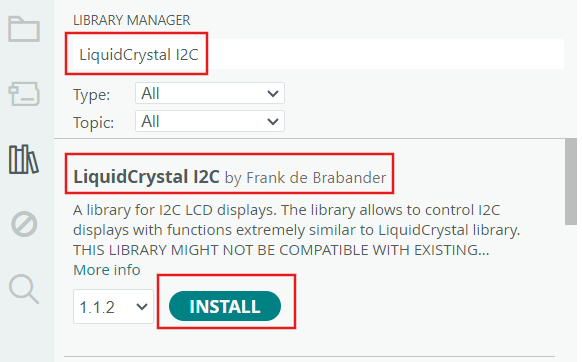 LIBRARY MANAGER
LiquidCrystal I2C
Type: All
Topic: All
LiquidCrystal I2C by Frank de Brabander
A library for I2C LCD displays. The library allows to control I2C
displays with functions extremely similar to LiquidCrystal library.
THIS LIBRARY MIGHT NOT BE COMPATIBLE WITH EXISTING...
More info
1.1.2 INSTALL